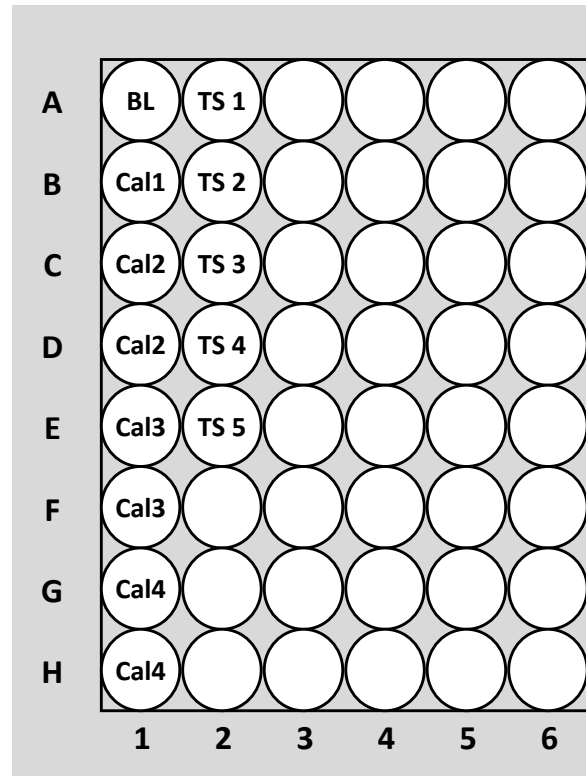 A BL TS 1
B Cal1 TS 2
C Cal2 TS 3
D Cal2 TS 4
E Cal3 TS 5
F Cal3
G Cal4
H Cal4
1 2 3 4 5 6